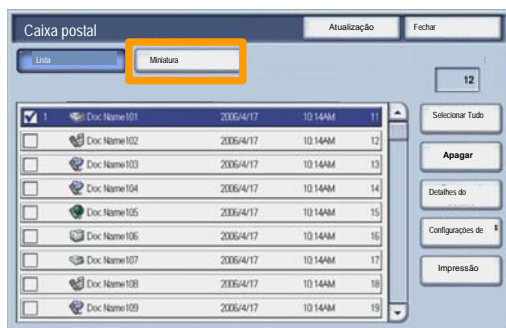 Caixa postal
Atualização
Fechar
Lista
Miniatura
12
1 Doc Name101 2006/4/17 10:14AM 11
Doc Name102 2006/4/17 10:14AM 12
Doc Name103 2006/4/17 10:14AM 13
Doc Name104 2006/4/17 10:14AM 14
Doc Name105 2006/4/17 10:14AM 15
Doc Name106 2006/4/17 10:14AM 16
Doc Name107 2006/4/17 10:14AM 17
Doc Name108 2006/4/17 10:14AM 18
Doc Name109 2006/4/17 10:14AM 19
Selecionar Tudo
Apagar
Detalhes do
Configurações de
Impressão